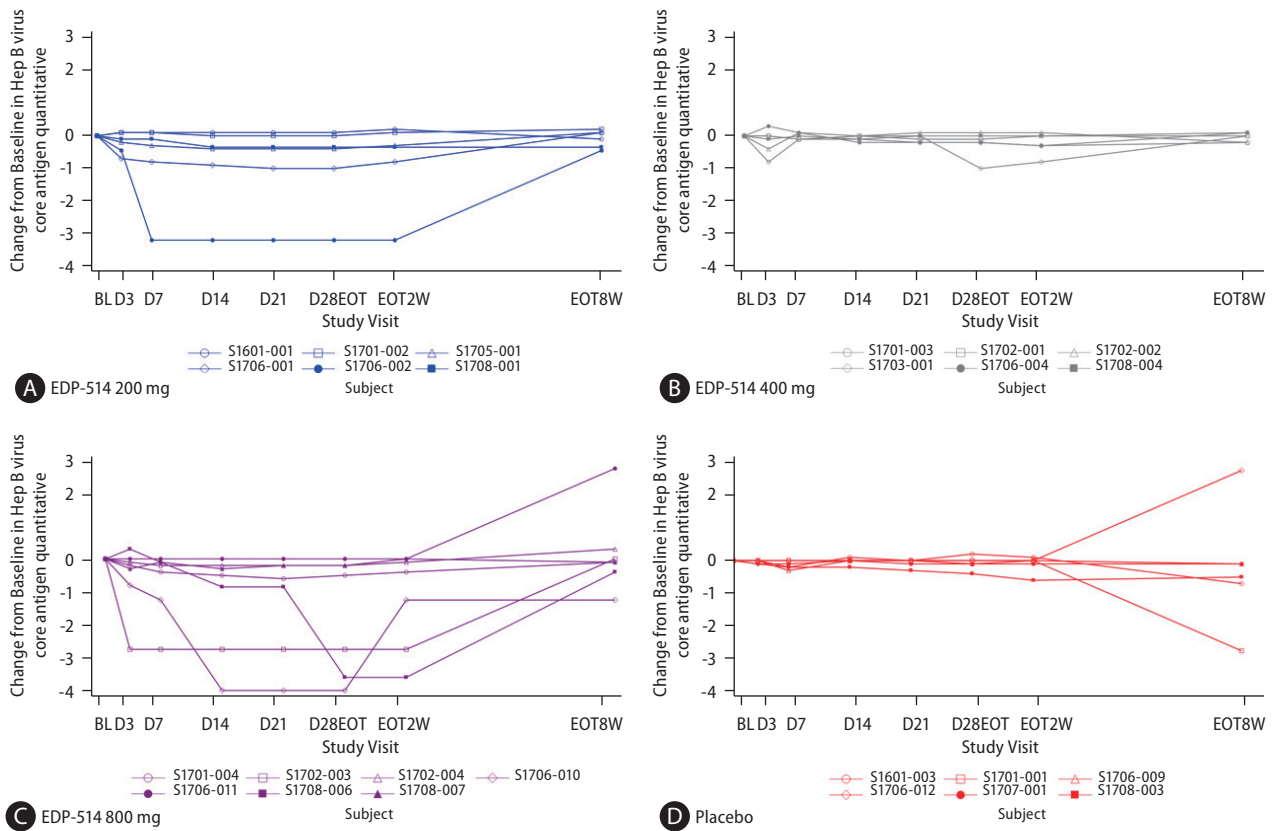 Change from Baseline in Hep B virus
core antigen quantitative
3
2
0
-1
-2
-3
-4
BL D3 D7 D14 D21 D28EOT EOT2W EOT8W
Study Visit
S1601-001 S1701-002 S1705-001
S1706-001 S1706-002 S1708-001
Subject
A EDP-514 200 mg
Change from Baseline in Hep B virus
core antigen quantitative
3
2
0
-1
-2
-3
-4
BL D3 D7 D14 D21 D28EOT EOT2W EOT8W
Study Visit
S1701-003 S1702-001 S1702-002
S1703-001 S1706-004 S1708-004
Subject
B EDP-514 400 mg
Change from Baseline in Hep B virus
core antigen quantitative
3
2
0
-1
-2
-3
-4
BL D3 D7 D14 D21 D28EOT EOT2W EOT8W
Study Visit
S1701-004 S1702-003 S1702-004 S1706-010
S1706-011 S1708-006 S1708-007
Subject
C EDP-514 800 mg
Change from Baseline in Hep B virus
core antigen quantitative
3
2
0
-1
-2
-3
-4
BL D3 D7 D14 D21 D28EOT EOT2W EOT8W
Study Visit
S1601-003 S1701-001 S1706-009
S1706-012 S1707-001 S1708-003
Subject
D Placebo